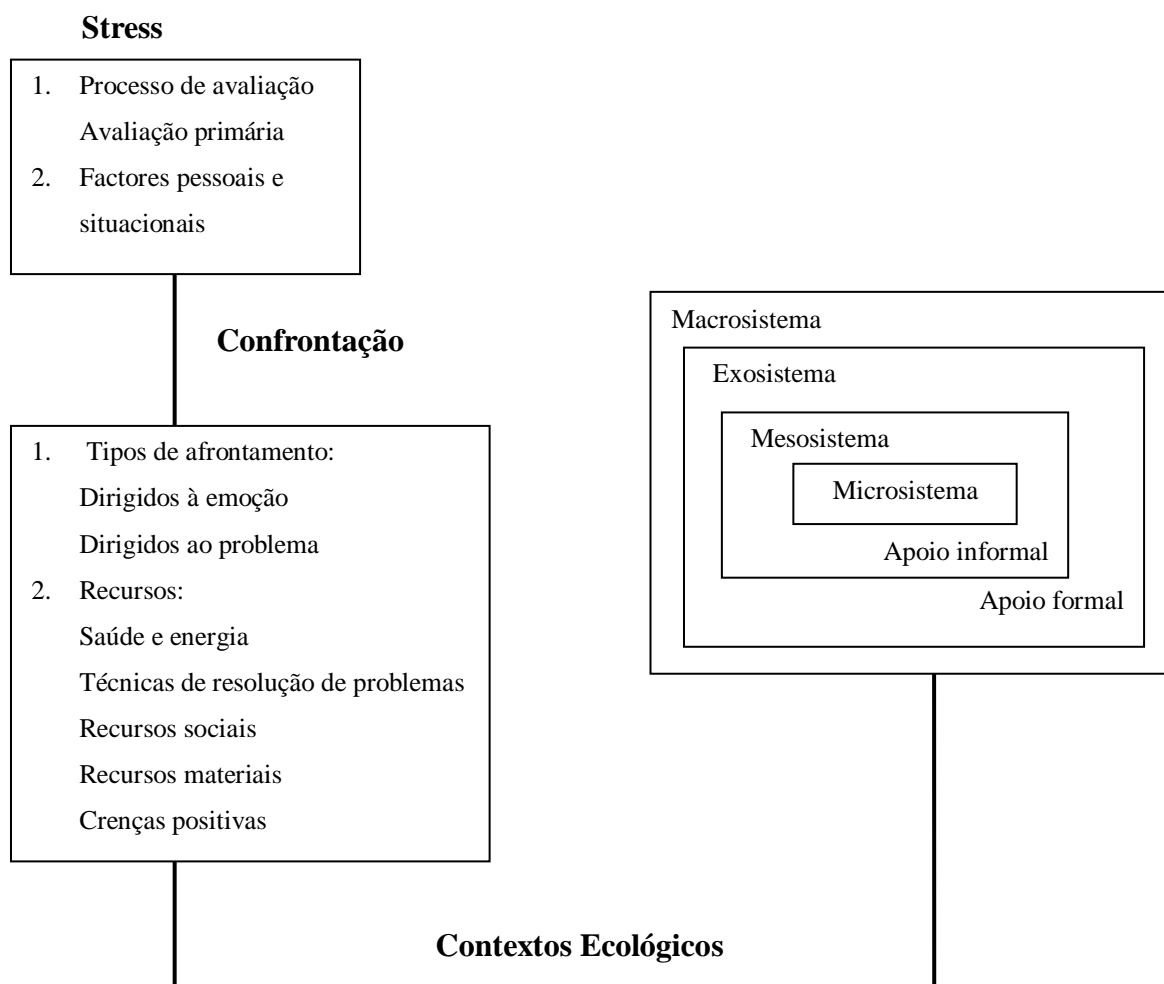 Stress
1. Processo de avaliação
Avaliação primária
2. Factores pessoais e
situacionais
Confrontação
1. Tipos de afrontamento:
Dirigidos à emoção
Dirigidos ao problema
2. Recursos:
Saúde e energia
Técnicas de resolução de problemas
Recursos sociais
Recursos materiais
Crenças positivas
Macrosistema
Exosistema
Mesosistema
Microsistema
Apoio informal
Apoio formal
Contextos Ecológicos